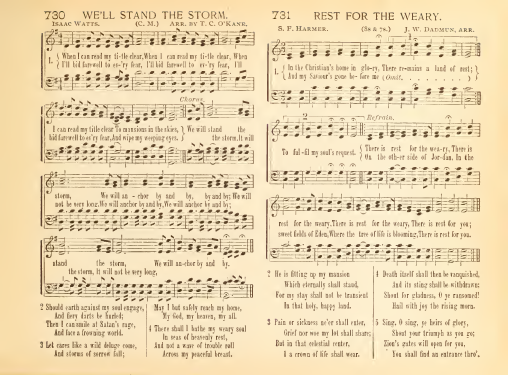 730 WE'LL STAND THE STORM.
ISAAC WATTS. (C. M.) ARR. BY T. C. O'KANE.
1. { When I can read my ti-tle clear, When I can read my ti-tle clear,
I'll bid farewell to ev'ry fear, I'll bid farewell to ev'ry fear, I'll
Chorus.
I can read my title clear To mansions in the skies, } We will stand the
bid farewell to ev'ry fear, And wipe my weeping eyes. } the storm, It will
storm, We will an - chor by and by, by and by; We will
not be very long, We will anchor by and by, We will anchor by and by;
stand the storm, We will an-chor by and by.
the storm, It will not be very long,
2 Should earth against my soul engage,
And fiery darts be hurled;
Then I can smile at Satan's rage,
And face a frowning world.
3 Let cares like a wild deluge come,
And storms of sorrow fall;
May I but safely reach my home,
My God, my heaven, my all.
4 There shall I bathe my weary soul
In seas of heavenly rest,
And not a wave of trouble roll
Across my peaceful breast.
731 REST FOR THE WEARY.
S. F. HARMER. (8s & 7s.) J. W. DADMUN, ARR.
1. { In the Christian's home in glo-ry, There re-mains a land of rest; }
{ And my Saviour's gone be-fore me (Omit. . . . . . . . . ) }
Refrain.
To ful-fil my soul's request. { There is rest for the wea-ry, There is
On the oth-er side of Jor-dan, In the
rest for the weary, There is rest for the weary, There is rest for you;
sweet fields of Eden, Where the tree of life is blooming, There is rest for you.
2 He is fitting up my mansion
Which eternally shall stand,
For my stay shall not be transient
In that holy, happy land.
3 Pain or sickness ne'er shall enter,
Grief nor woe my lot shall share;
But in that celestial center,
I a crown of life shall wear.
4 Death itself shall then be vanquished,
And its sting shall be withdrawn;
Shout for gladness, O ye ransomed!
Hail with joy the rising morn.
5 Sing, O sing, ye heirs of glory,
Shout your triumph as you go;
Zion's gates will open for you,
You shall find an entrance thro'.